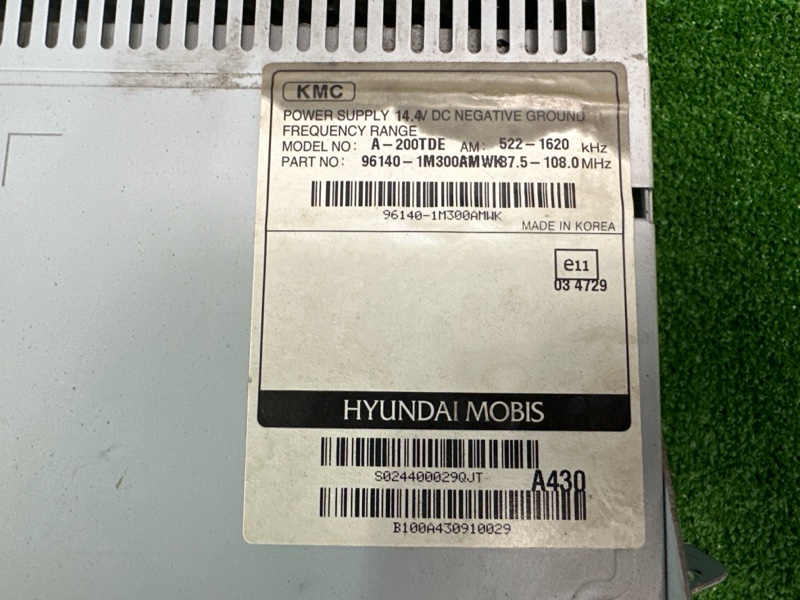 KMC
POWER SUPPLY 14.4V DC NEGATIVE GROUND
FREQUENCY RANGE
MODEL NO: A-200TDE AM: 522-1620 kHz
PART NO: 96140-1M300AMWK87.5-108.0 MHz
96140-1M300AMWK
MADE IN KOREA
e11
03 4729
HYUNDAI MOBIS
S024400029QJT
A430
B100A430910029